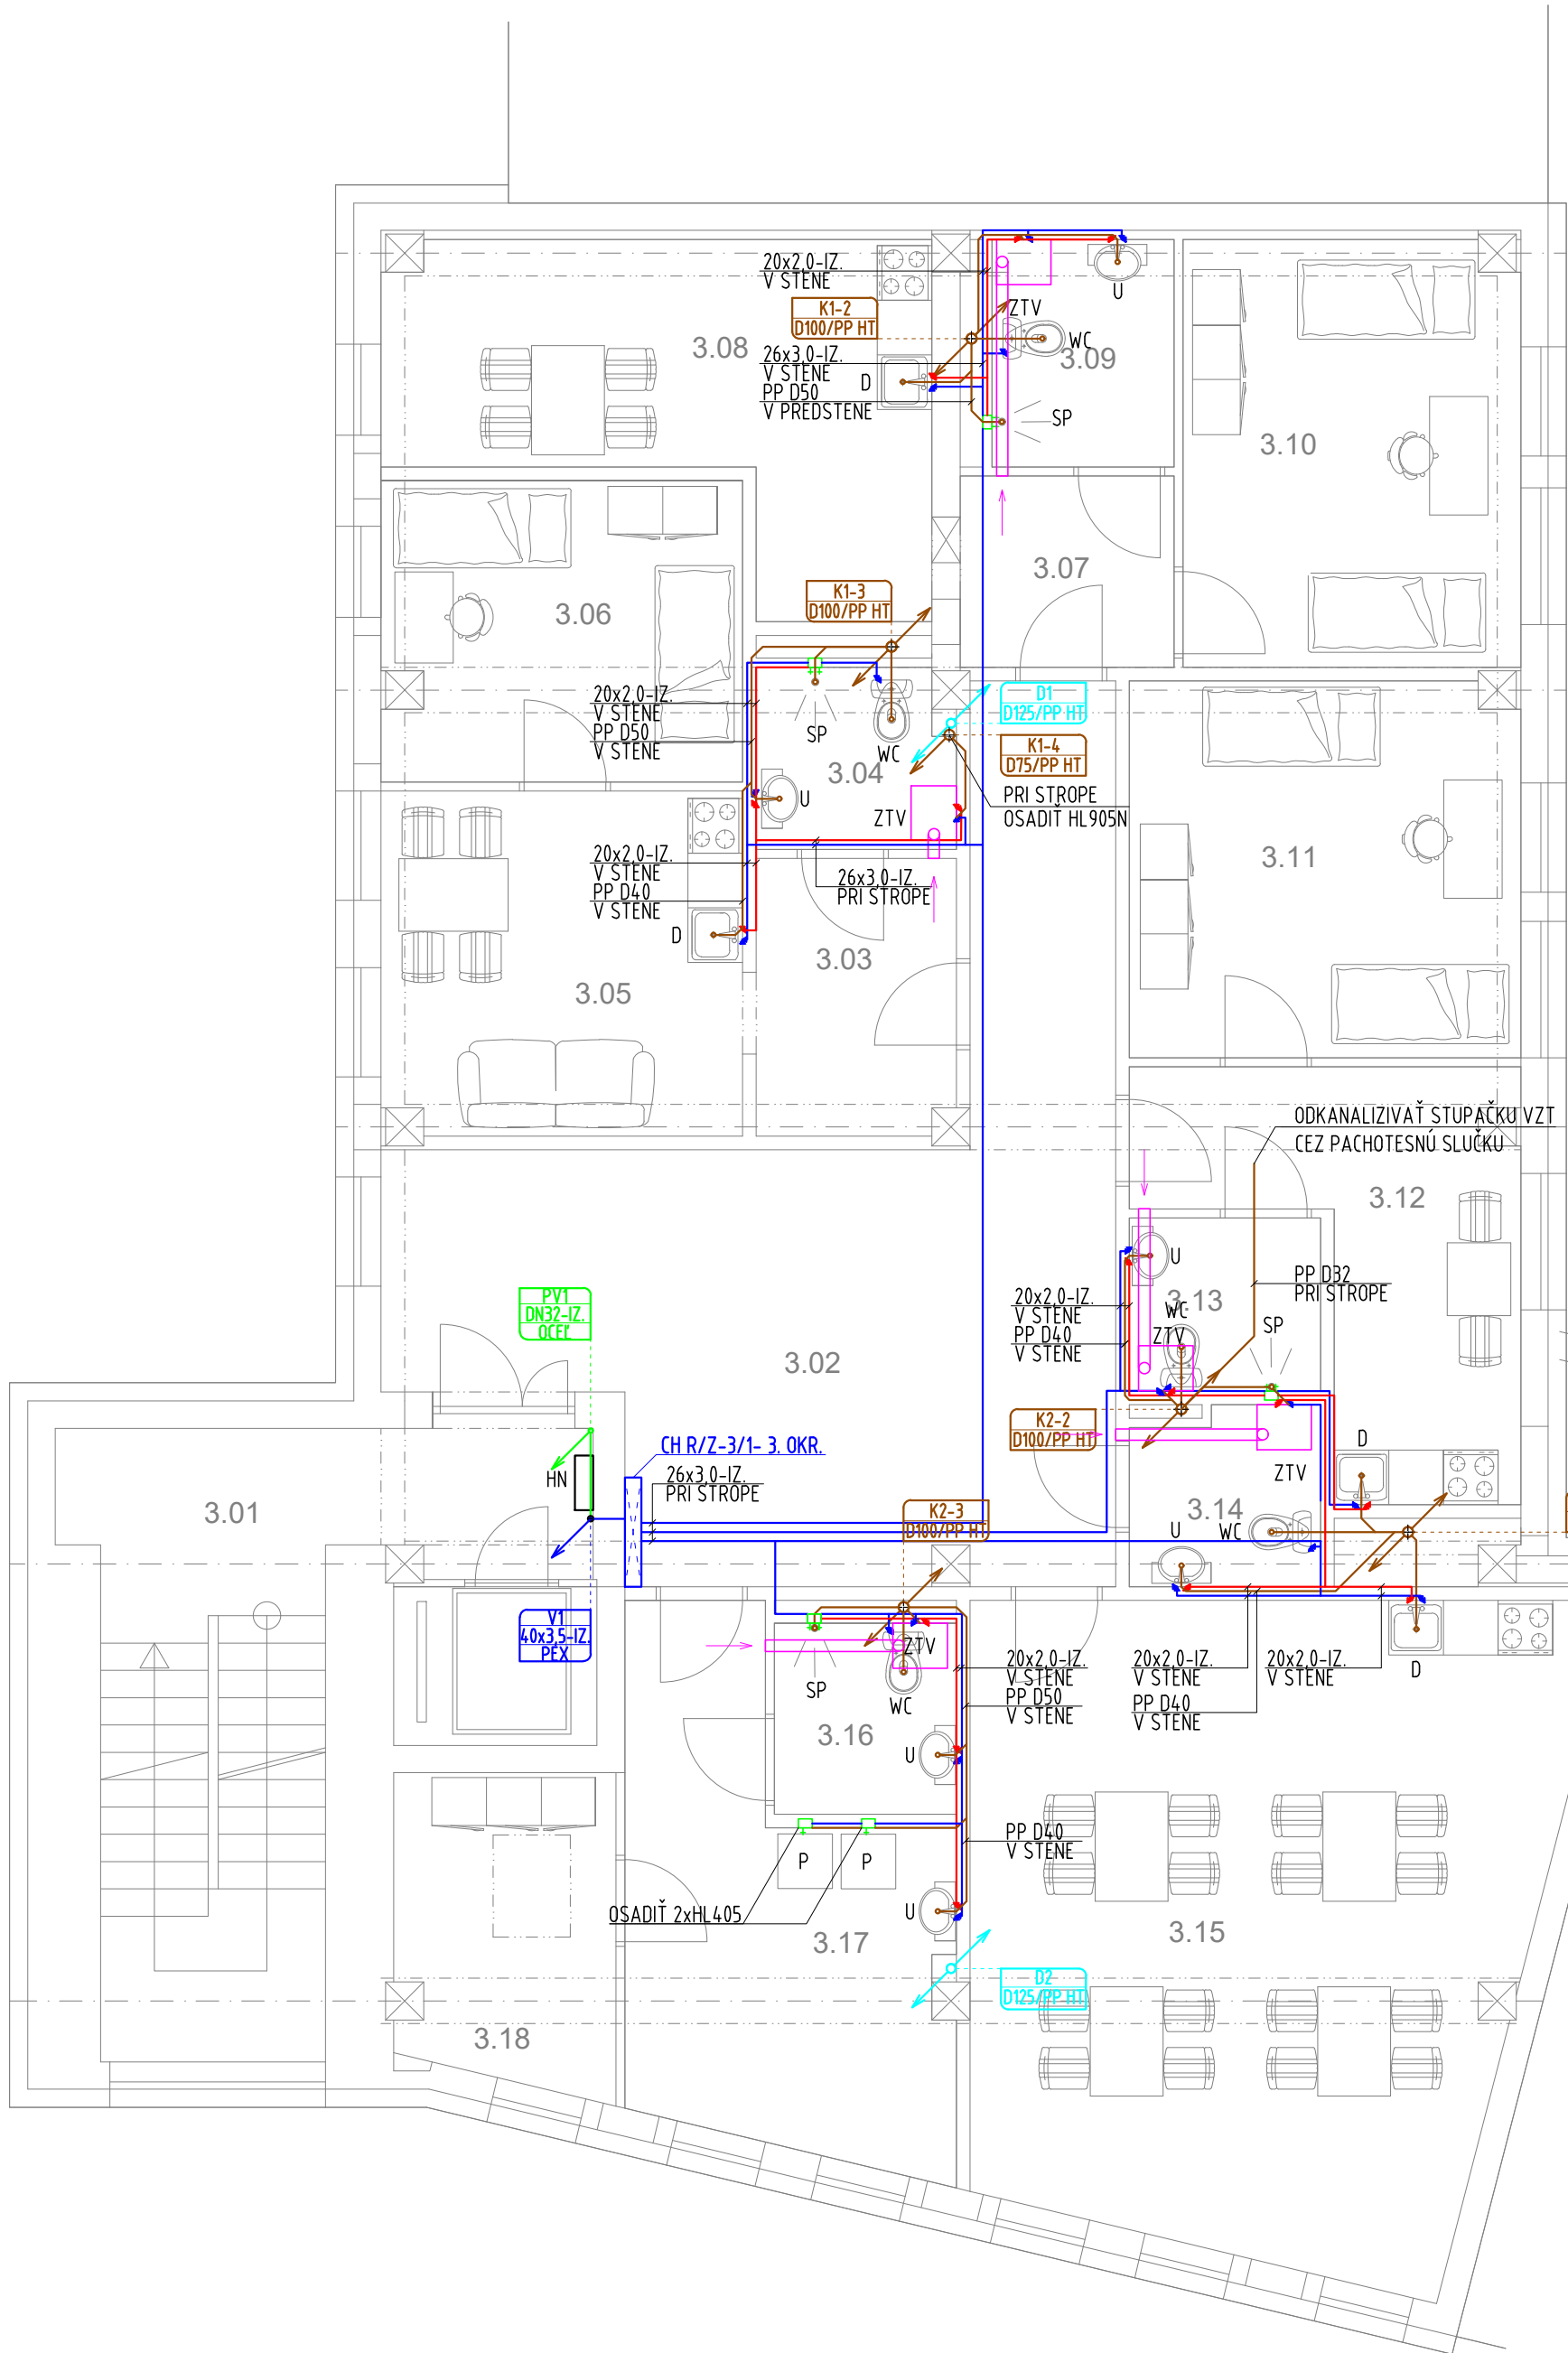 20x2,0-IZ.
V STENE
K1-2
D100/PP HT
3.08
26x3,0-IZ.
V STENE
PP D50
V PREDSTENE
D
ZTV
U
WC
3.09
SP
3.10
3.07
K1-3
D100/PP HT
3.06
20x2,0-IZ.
V STENE
PP D50
V STENE
SP
WC
3.04
U
ZTV
D1
D125/PP HT
K1-4
D75/PP HT
PRI STROPE
OSADIŤ HL905N
3.11
20x2,0-IZ.
V STENE
PP D40
V STENE
26x3,0-IZ.
PRI STROPE
D
3.03
3.05
ODKANALIZIVAŤ STUPAČKU VZT
CEZ PACHOTESNÚ SLUČKU
3.12
U
PP D32
PRI STROPE
20x2,0-IZ.
V STENE
PP D40
V STENE
3.13
WC
ZTV
SP
PV1
DN32-IZ.
OCEĽ
3.02
K2-2
D100/PP HT
CH R/Z-3/1- 3. OKR.
26x3,0-IZ.
PRI STROPE
HN
3.01
D
ZTV
3.14
U
WC
K2-3
D100/PP HT
V1
40x3,5-IZ.
PEX
ZTV
SP
WC
3.16
U
20x2,0-IZ.
V STENE
PP D50
V STENE
20x2,0-IZ.
V STENE
PP D40
V STENE
20x2,0-IZ.
V STENE
D
PP D40
V STENE
P
P
OSADIŤ 2xHL405
U
3.17
3.15
D2
D125/PP HT
3.18